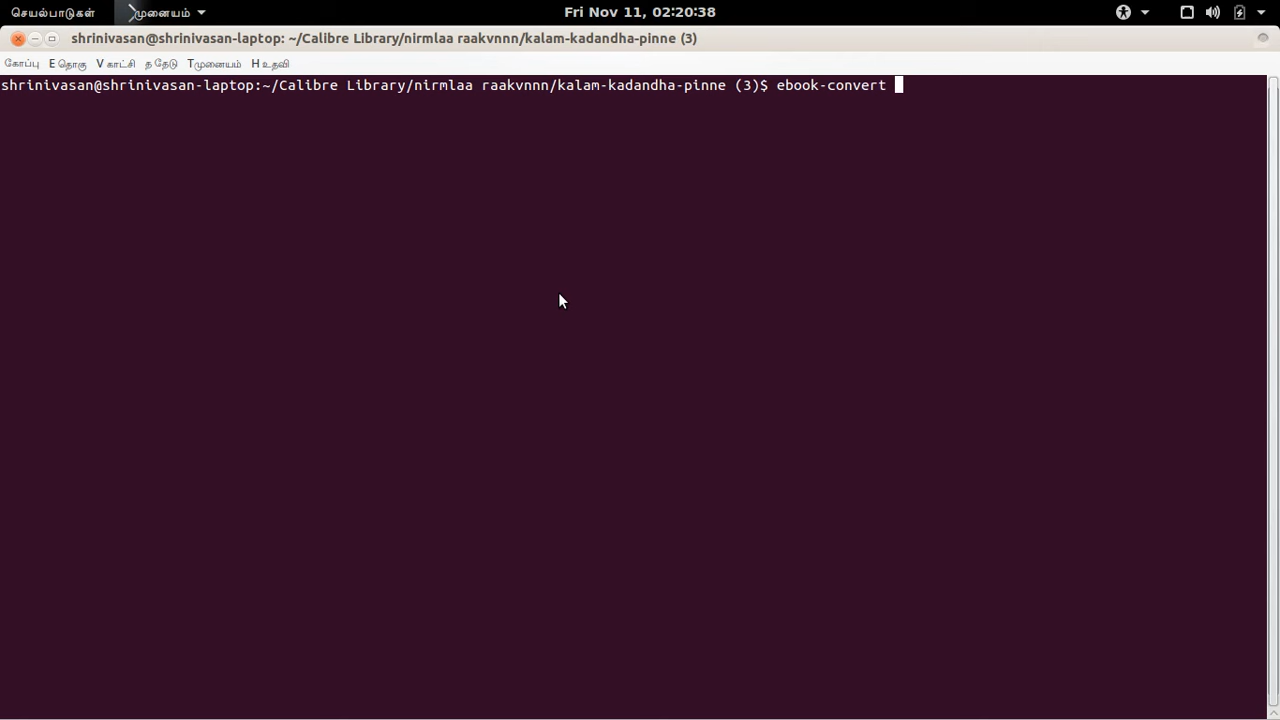 செயல்பாடுகள் முனையம் Fri Nov 11, 02:20:38
shrinivasan@shrinivasan-laptop: ~/Calibre Library/nirmlaa raakvnnn/kalam-kadandha-pinne (3)
கோப்பு E தொகு V காட்சி த தேடு Tமுனையம் H உதவி
shrinivasan@shrinivasan-laptop:~/Calibre Library/nirmlaa raakvnnn/kalam-kadandha-pinne (3)$ ebook-convert